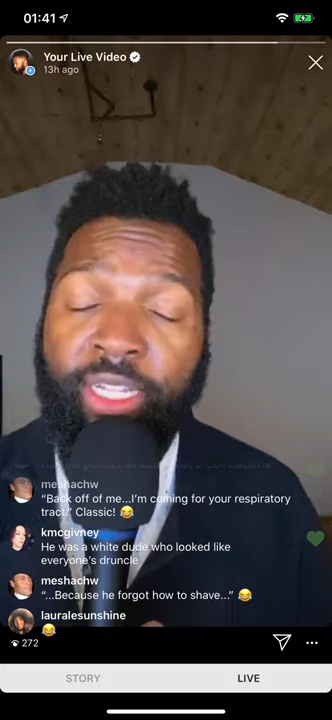 01:41
Your Live Video
13h ago
meshachw
“Back off of me...I’m coming for your respiratory
tract.” Classic! 😂
kmcgivney
He was a white dude who looked like
everyone’s druncle
meshachw
“...Because he forgot how to shave...” 😂
lauralesunshine
😂
272
STORY
LIVE